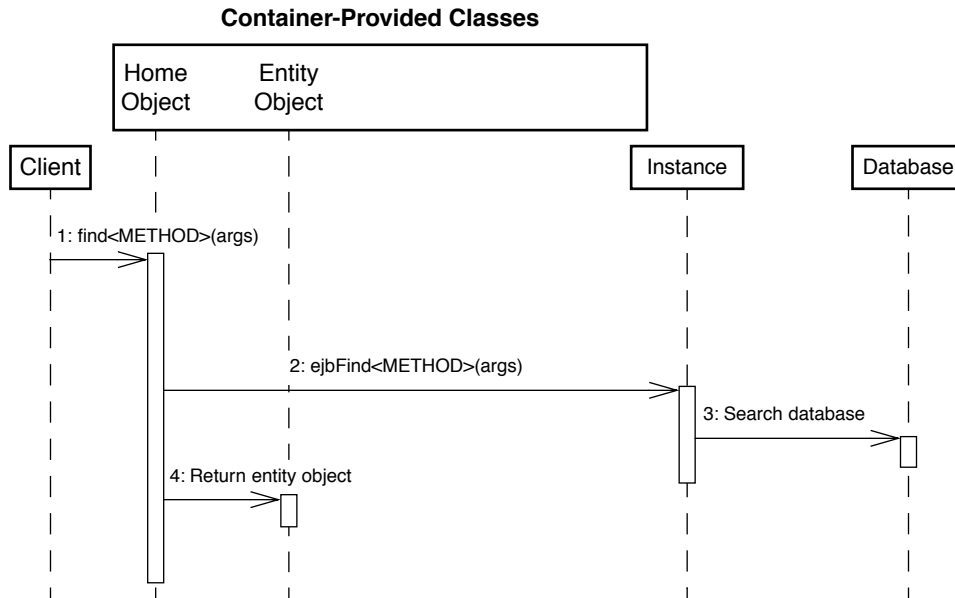 Container-Provided Classes
Home Object
Entity Object
Client
Instance
Database
1: find<METHOD>(args)
2: ejbFind<METHOD>(args)
3: Search database
4: Return entity object